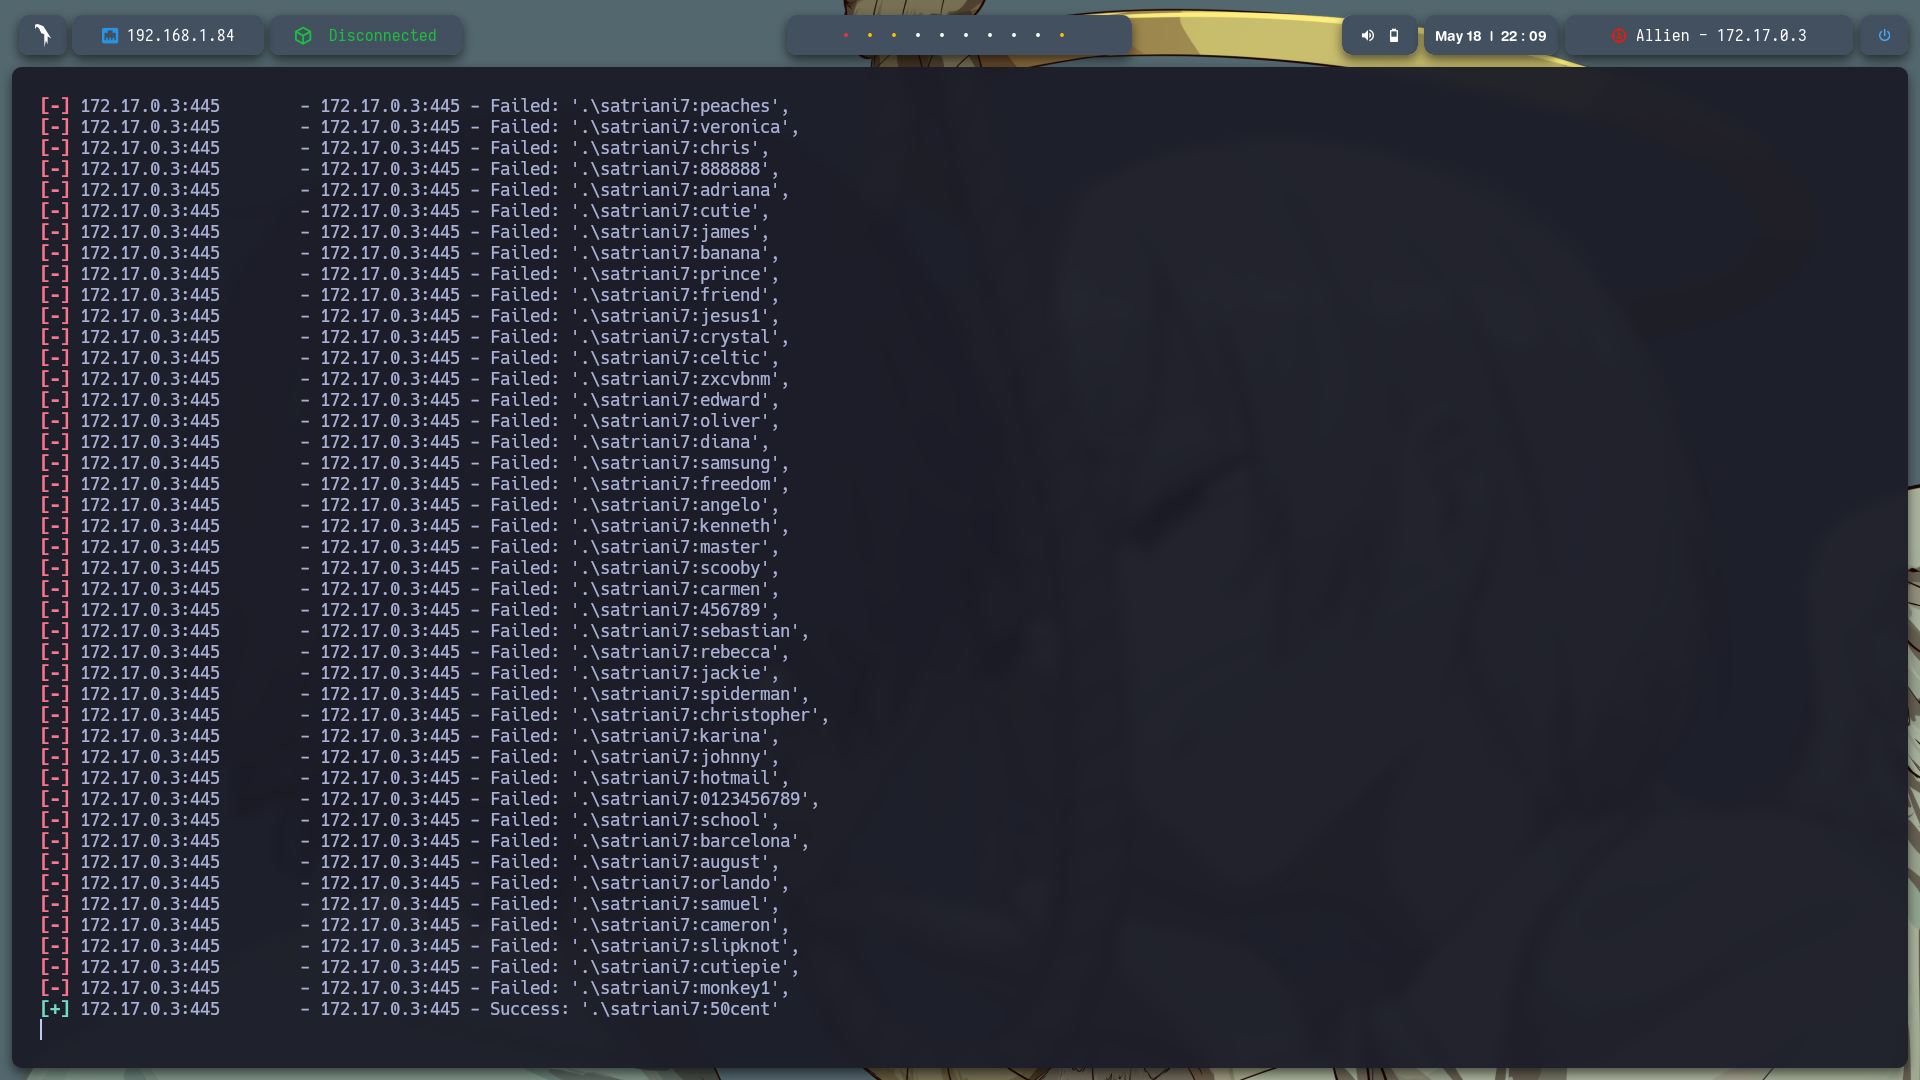 192.168.1.84 Disconnected May 18 | 22 : 09 Allien - 172.17.0.3
[-] 172.17.0.3:445 - 172.17.0.3:445 - Failed: '.\satriani7:peaches',
[-] 172.17.0.3:445 - 172.17.0.3:445 - Failed: '.\satriani7:veronica',
[-] 172.17.0.3:445 - 172.17.0.3:445 - Failed: '.\satriani7:chris',
[-] 172.17.0.3:445 - 172.17.0.3:445 - Failed: '.\satriani7:888888',
[-] 172.17.0.3:445 - 172.17.0.3:445 - Failed: '.\satriani7:adriana',
[-] 172.17.0.3:445 - 172.17.0.3:445 - Failed: '.\satriani7:cutie',
[-] 172.17.0.3:445 - 172.17.0.3:445 - Failed: '.\satriani7:james',
[-] 172.17.0.3:445 - 172.17.0.3:445 - Failed: '.\satriani7:banana',
[-] 172.17.0.3:445 - 172.17.0.3:445 - Failed: '.\satriani7:prince',
[-] 172.17.0.3:445 - 172.17.0.3:445 - Failed: '.\satriani7:friend',
[-] 172.17.0.3:445 - 172.17.0.3:445 - Failed: '.\satriani7:jesus1',
[-] 172.17.0.3:445 - 172.17.0.3:445 - Failed: '.\satriani7:crystal',
[-] 172.17.0.3:445 - 172.17.0.3:445 - Failed: '.\satriani7:celtic',
[-] 172.17.0.3:445 - 172.17.0.3:445 - Failed: '.\satriani7:zxcvbnm',
[-] 172.17.0.3:445 - 172.17.0.3:445 - Failed: '.\satriani7:edward',
[-] 172.17.0.3:445 - 172.17.0.3:445 - Failed: '.\satriani7:oliver',
[-] 172.17.0.3:445 - 172.17.0.3:445 - Failed: '.\satriani7:diana',
[-] 172.17.0.3:445 - 172.17.0.3:445 - Failed: '.\satriani7:samsung',
[-] 172.17.0.3:445 - 172.17.0.3:445 - Failed: '.\satriani7:freedom',
[-] 172.17.0.3:445 - 172.17.0.3:445 - Failed: '.\satriani7:angelo',
[-] 172.17.0.3:445 - 172.17.0.3:445 - Failed: '.\satriani7:kenneth',
[-] 172.17.0.3:445 - 172.17.0.3:445 - Failed: '.\satriani7:master',
[-] 172.17.0.3:445 - 172.17.0.3:445 - Failed: '.\satriani7:scooby',
[-] 172.17.0.3:445 - 172.17.0.3:445 - Failed: '.\satriani7:carmen',
[-] 172.17.0.3:445 - 172.17.0.3:445 - Failed: '.\satriani7:456789',
[-] 172.17.0.3:445 - 172.17.0.3:445 - Failed: '.\satriani7:sebastian',
[-] 172.17.0.3:445 - 172.17.0.3:445 - Failed: '.\satriani7:rebecca',
[-] 172.17.0.3:445 - 172.17.0.3:445 - Failed: '.\satriani7:jackie',
[-] 172.17.0.3:445 - 172.17.0.3:445 - Failed: '.\satriani7:spiderman',
[-] 172.17.0.3:445 - 172.17.0.3:445 - Failed: '.\satriani7:christopher',
[-] 172.17.0.3:445 - 172.17.0.3:445 - Failed: '.\satriani7:karina',
[-] 172.17.0.3:445 - 172.17.0.3:445 - Failed: '.\satriani7:johnny',
[-] 172.17.0.3:445 - 172.17.0.3:445 - Failed: '.\satriani7:hotmail',
[-] 172.17.0.3:445 - 172.17.0.3:445 - Failed: '.\satriani7:0123456789',
[-] 172.17.0.3:445 - 172.17.0.3:445 - Failed: '.\satriani7:school',
[-] 172.17.0.3:445 - 172.17.0.3:445 - Failed: '.\satriani7:barcelona',
[-] 172.17.0.3:445 - 172.17.0.3:445 - Failed: '.\satriani7:august',
[-] 172.17.0.3:445 - 172.17.0.3:445 - Failed: '.\satriani7:orlando',
[-] 172.17.0.3:445 - 172.17.0.3:445 - Failed: '.\satriani7:samuel',
[-] 172.17.0.3:445 - 172.17.0.3:445 - Failed: '.\satriani7:cameron',
[-] 172.17.0.3:445 - 172.17.0.3:445 - Failed: '.\satriani7:slipknot',
[-] 172.17.0.3:445 - 172.17.0.3:445 - Failed: '.\satriani7:cutiepie',
[-] 172.17.0.3:445 - 172.17.0.3:445 - Failed: '.\satriani7:monkey1',
[+] 172.17.0.3:445 - 172.17.0.3:445 - Success: '.\satriani7:50cent'